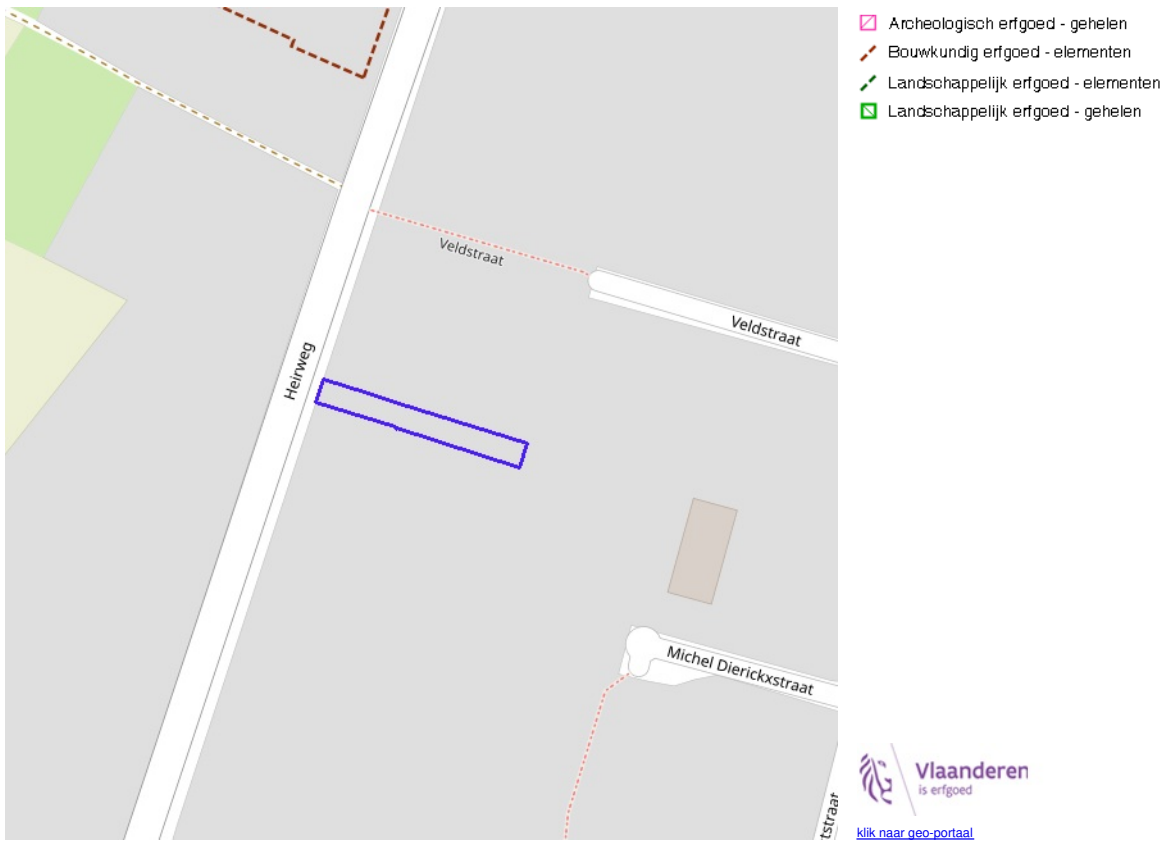 Archeologisch erfgoed - gehelen
Bouwkundig erfgoed - elementen
Landschappelijk erfgoed - elementen
Landschappelijk erfgoed - gehelen
Veldstraat
Veldstraat
Heirweg
Michel Dierickxstraat
tstraat
Vlaanderen
is erfgoed
klik naar geo-portaal